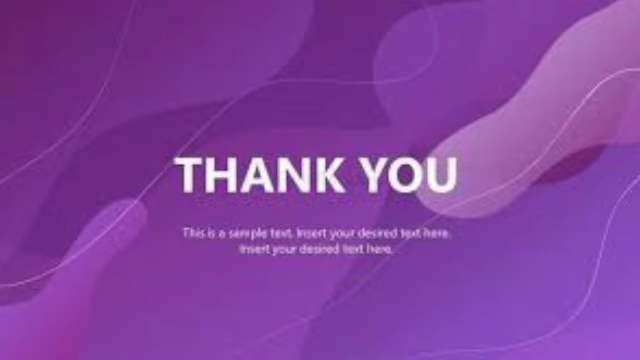 THANK YOU
This is a sample text. Insert your desired text here.
Insert your desired text here.